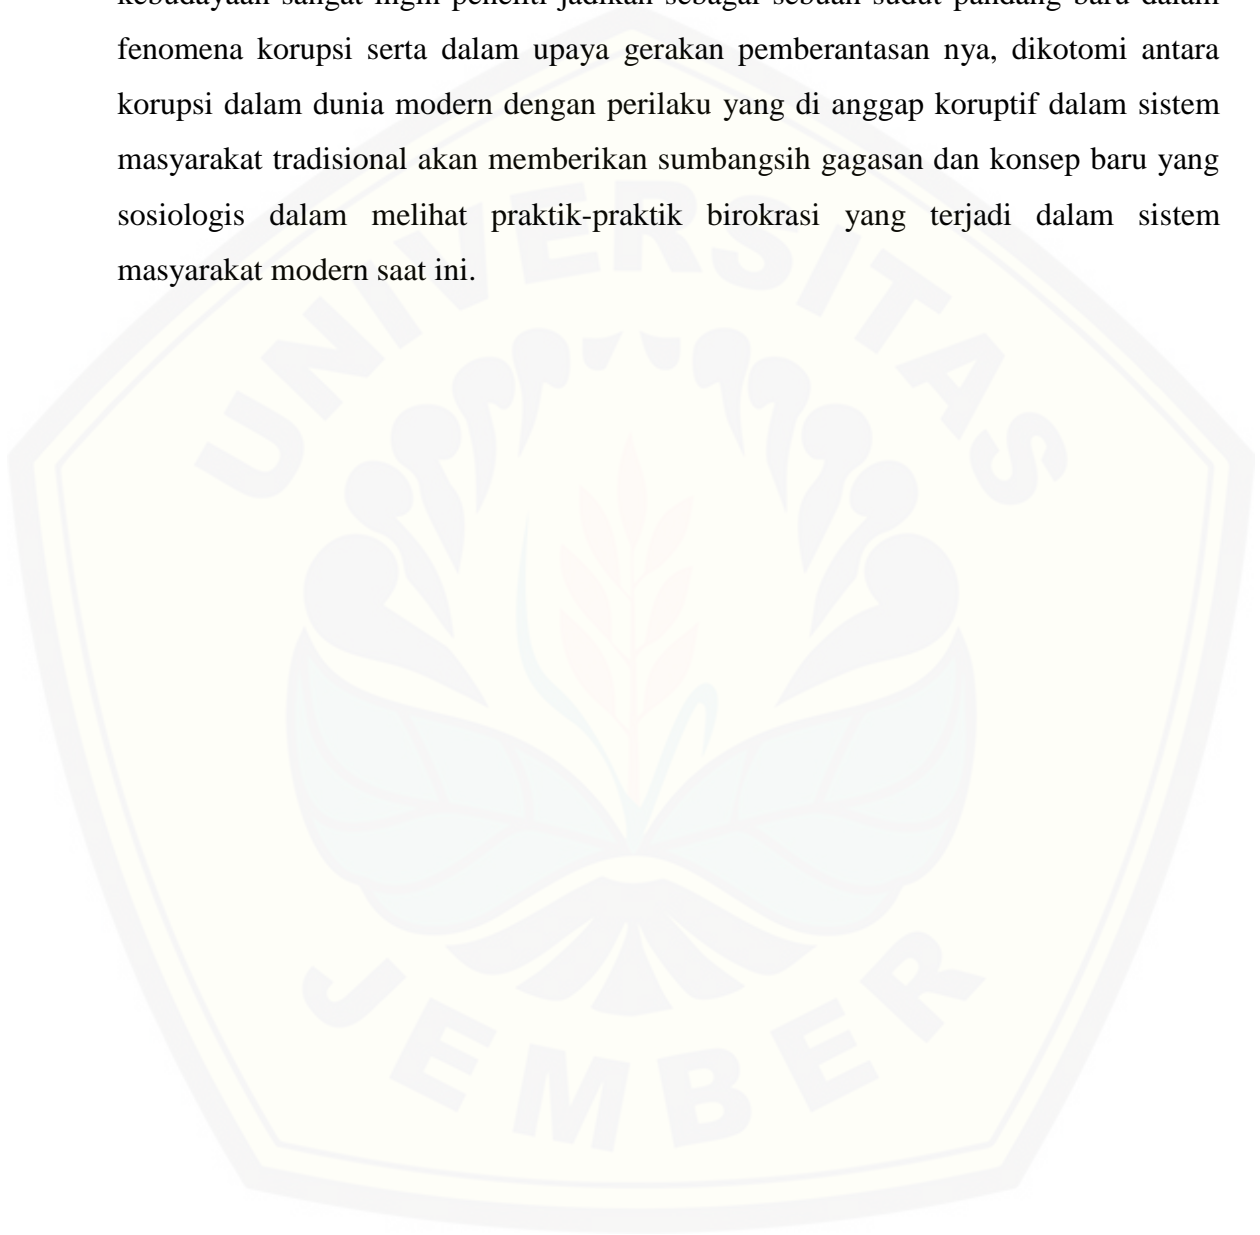 kebudayaan sangat ingin peneliti jadikan sebagai sebuah sudut pandang baru dalam
fenomena korupsi serta dalam upaya gerakan pemberantasan nya, dikotomi antara
korupsi dalam dunia modern dengan perilaku yang di anggap koruptif dalam sistem
masyarakat tradisional akan memberikan sumbangsih gagasan dan konsep baru yang
sosiologis dalam melihat praktik-praktik birokrasi yang terjadi dalam sistem
masyarakat modern saat ini.
UNIVERSITAS
JEMBER